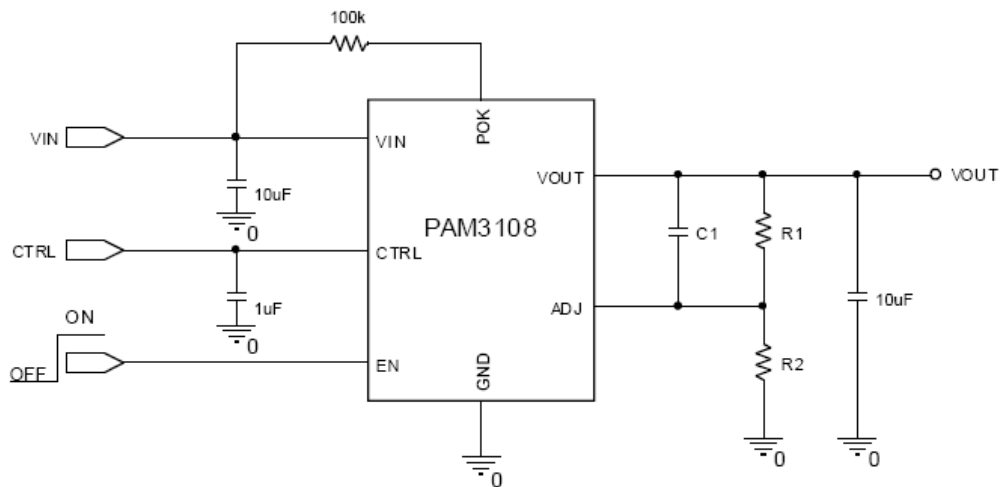 100k
VIN
VIN
POK
10uF
0
VOUT
VOUT
PAM3108
CTRL
CTRL
C1
R1
1uF
0
ADJ
10uF
ON
OFF
EN
GND
R2
0
0
0